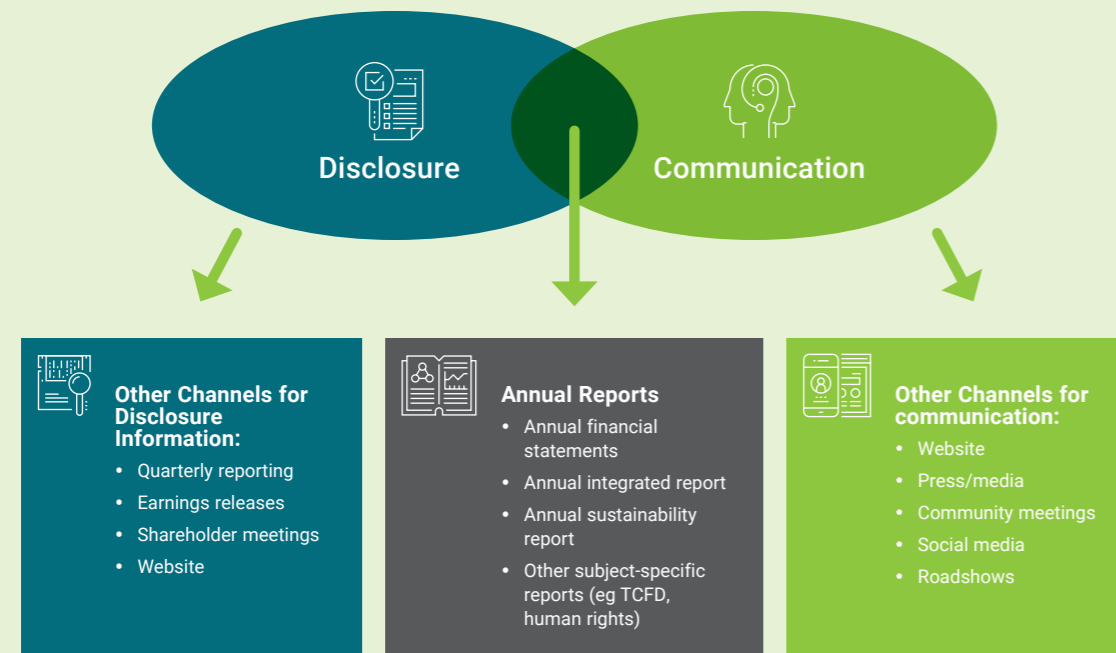 Disclosure
Communication
Other Channels for
Disclosure
Information:
• Quarterly reporting
• Earnings releases
• Shareholder meetings
• Website
Annual Reports
• Annual financial
statements
• Annual integrated report
• Annual sustainability
report
• Other subject-specific
reports (eg TCFD,
human rights)
Other Channels for
communication:
• Website
• Press/media
• Community meetings
• Social media
• Roadshows